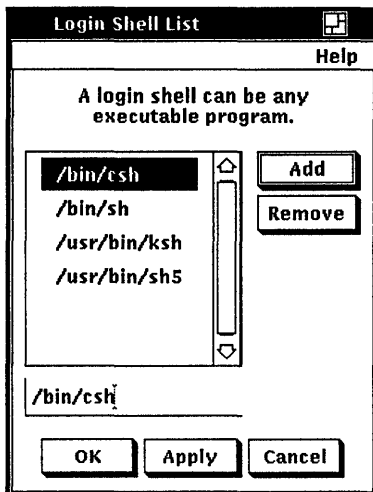 Login Shell List
Help
A login shell can be any
executable program.
/bin/csh
Add
/bin/sh
Remove
/usr/bin/ksh
/usr/bin/sh5
/bin/csh
OK
Apply
Cancel